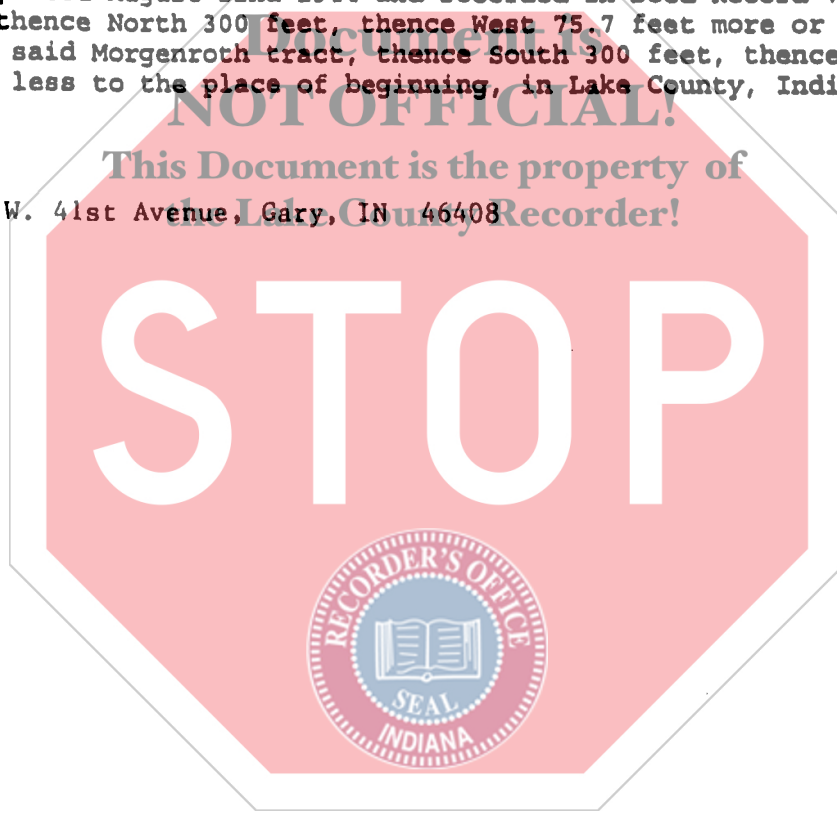 thence North 300 feet, thence West 75.7 feet more or
Document is
said Morgenroth tract, thence South 300 feet, thence
less to the place of beginning, in Lake County, Indi
NOT OFFICIAL!
This Document is the property of
W. 41st Avenue, Gary, IN 46408
the Lake County Recorder!
STOP
RECORDER'S OFFICE
SEAL
INDIANA